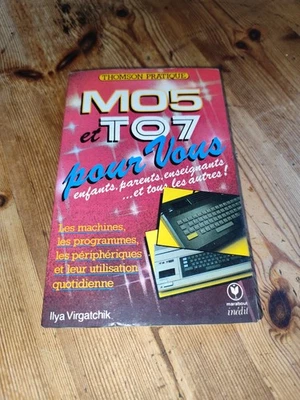 THOMSON PRATIQUE
MO5
et TO7
pour Vous
enfants, parents, enseignants
...et tous les autres!
Les machines,
les programmes,
les périphériques
et leur utilisation
quotidienne
Ilya Virgatchik
marabout
inédit